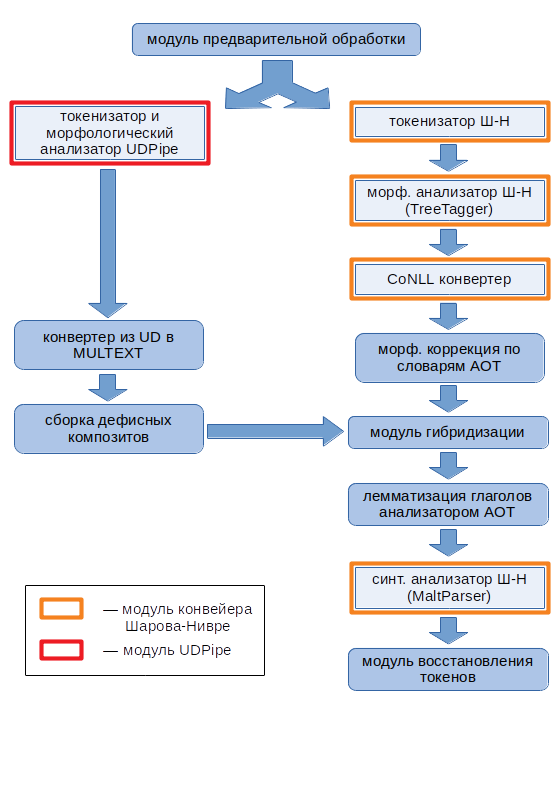 модуль предварительной обработки
токенизатор и
морфологический
анализатор UDPipe
конвертер из UD в
MULTEXT
сборка дефисных
композитов
токенизатор Ш-Н
морф. анализатор Ш-Н
(TreeTagger)
CoNLL конвертер
морф. коррекция по
словарям АОТ
модуль гибридизации
лемматизация глаголов
анализатором АОТ
синт. анализатор Ш-Н
(MaltParser)
модуль восстановления
токенов
— модуль конвейера
Шарова-Нивре
— модуль UDPipe